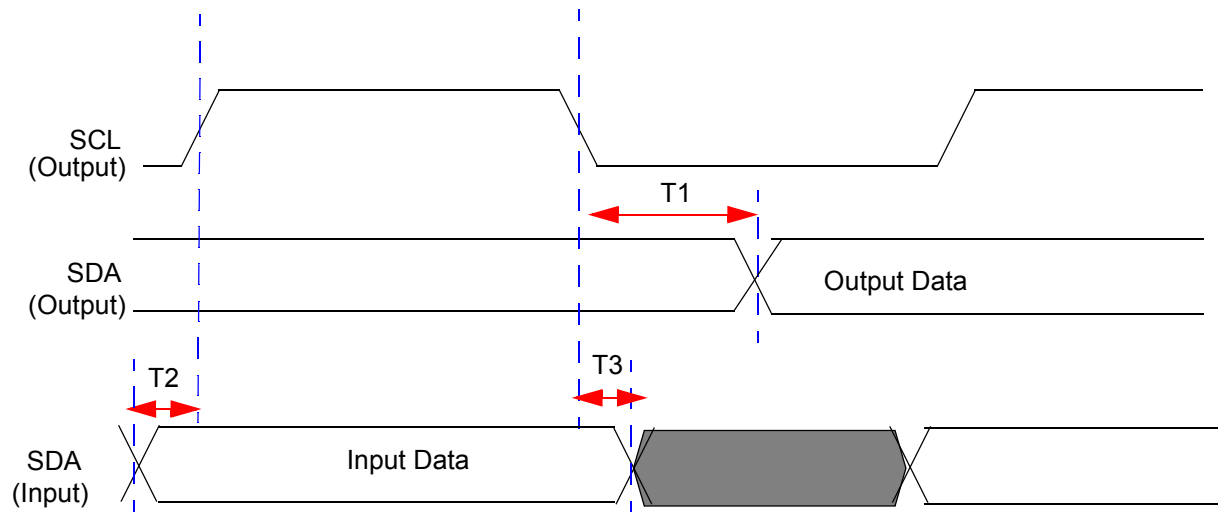 SCL
(Output)
T1
SDA
(Output)
Output Data
T2
T3
SDA
(Input)
Input Data